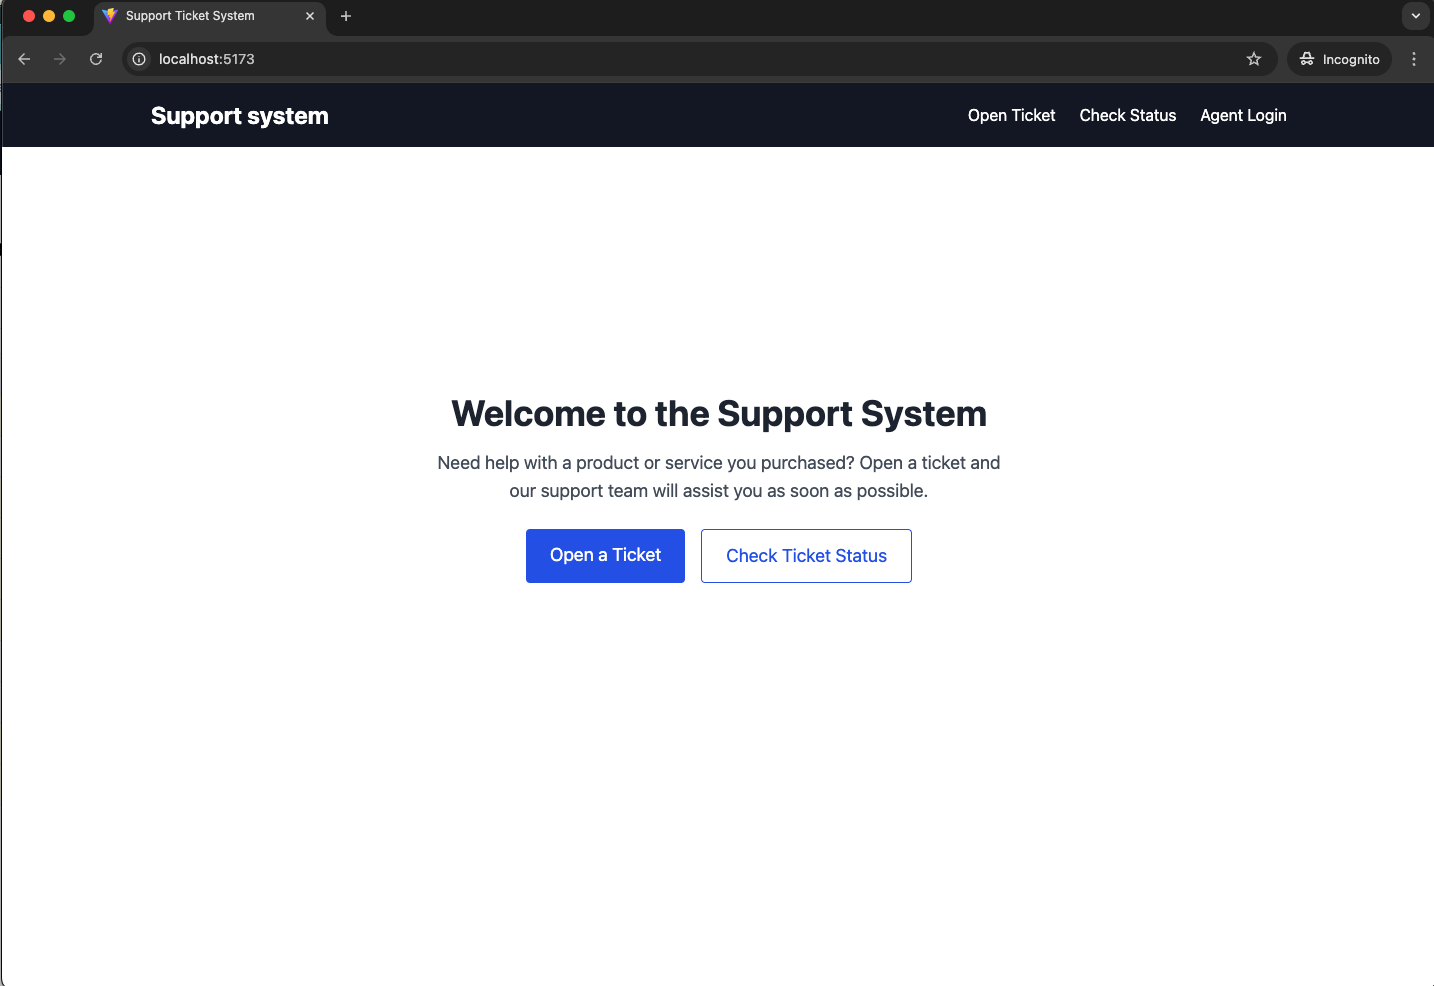 Support Ticket System
localhost:5173
Incognito
Support system
Open Ticket
Check Status
Agent Login
Welcome to the Support System
Need help with a product or service you purchased? Open a ticket and
our support team will assist you as soon as possible.
Open a Ticket
Check Ticket Status